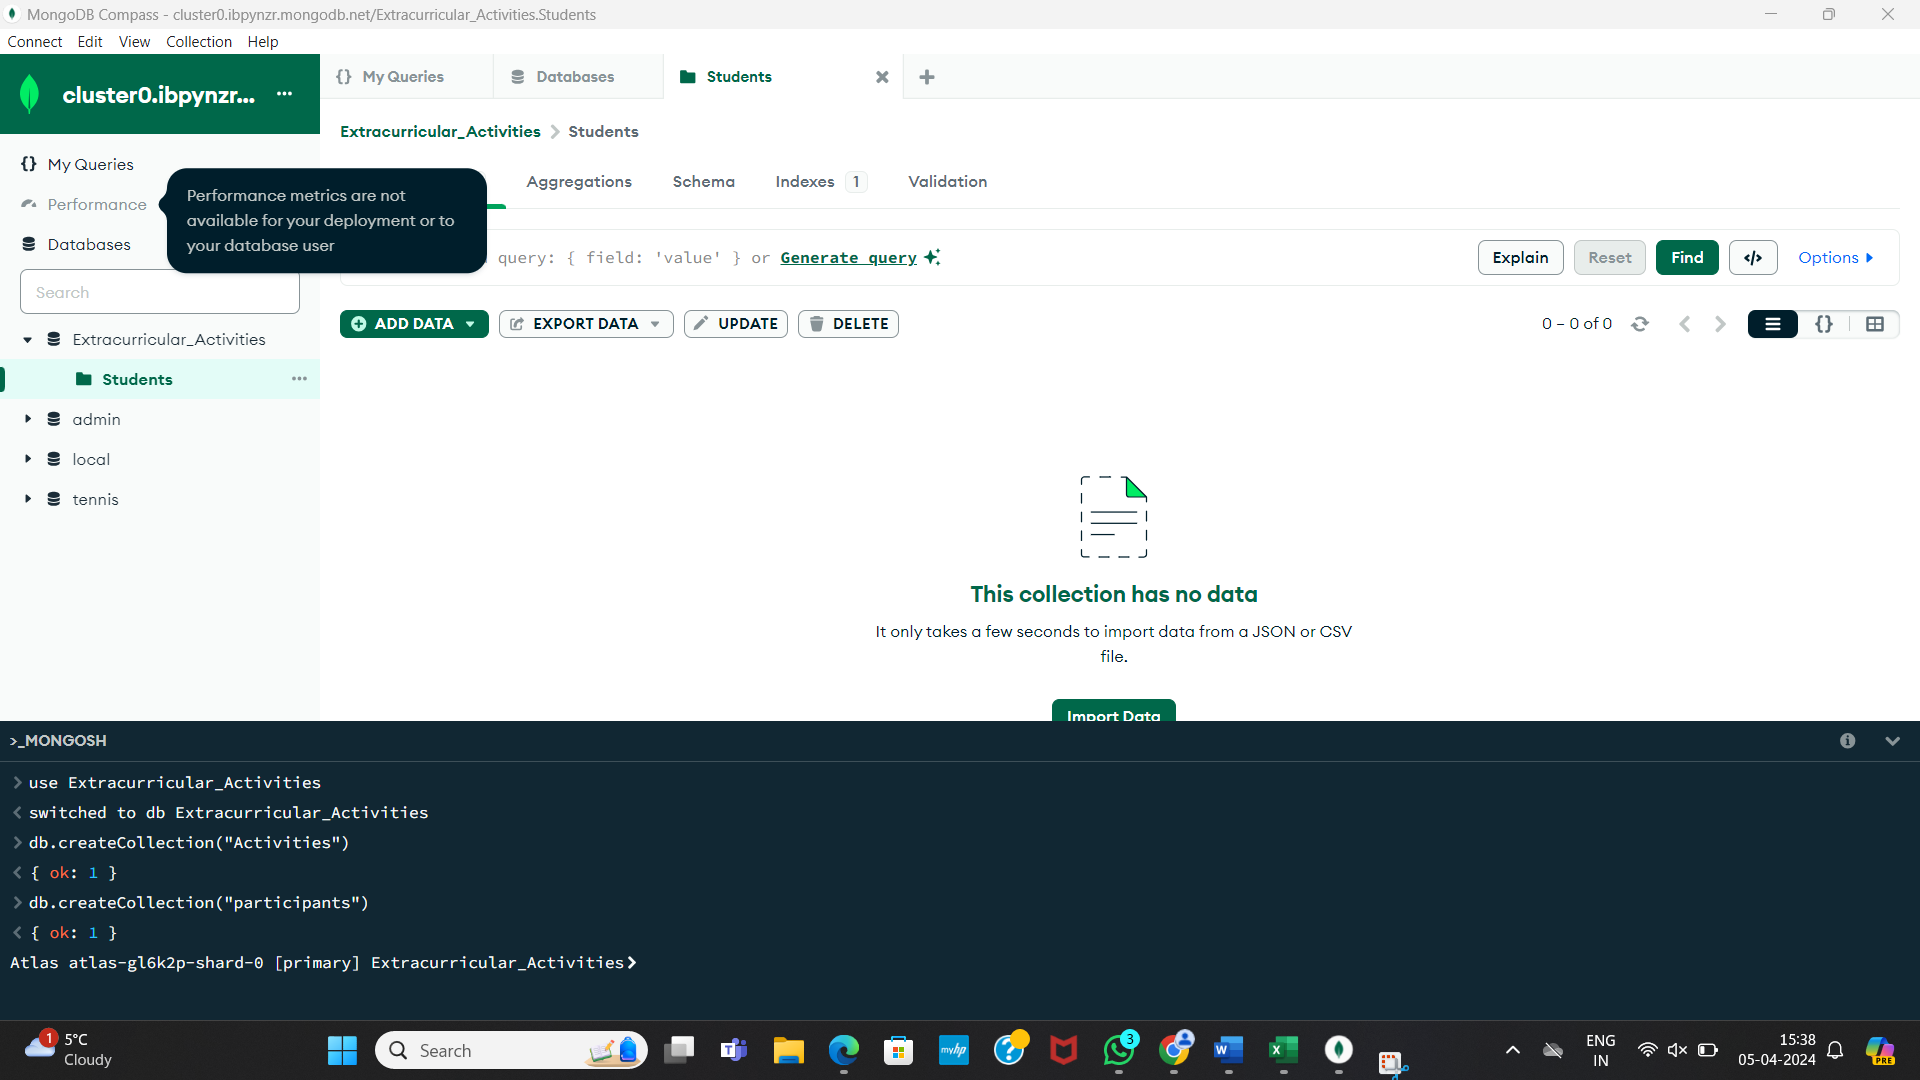 MongoDB Compass - cluster0.ibpynzr.mongodb.net/Extracurricular_Activities.Students
Connect Edit View Collection Help
cluster0.ibpynzr... ...
{} My Queries
Databases
Students
Extracurricular_Activities > Students
My Queries
Performance
Databases
Performance metrics are not
available for your deployment or to
your database user
Aggregations
Schema
Indexes 1
Validation
query: { field: 'value' } or Generate query
Explain
Reset
Find
</>
Options
Search
ADD DATA
EXPORT DATA
UPDATE
DELETE
0 – 0 of 0
{}
Extracurricular_Activities
Students ...
admin
local
tennis
This collection has no data
It only takes a few seconds to import data from a JSON or CSV
file.
Import Data
>_MONGOSH
> use Extracurricular_Activities
< switched to db Extracurricular_Activities
> db.createCollection("Activities")
< { ok: 1 }
> db.createCollection("participants")
< { ok: 1 }
Atlas atlas-gl6k2p-shard-0 [primary] Extracurricular_Activities>
1
5°C
Cloudy
Search
myhp
3
W
X
ENG
IN
15:38
05-04-2024
PRE